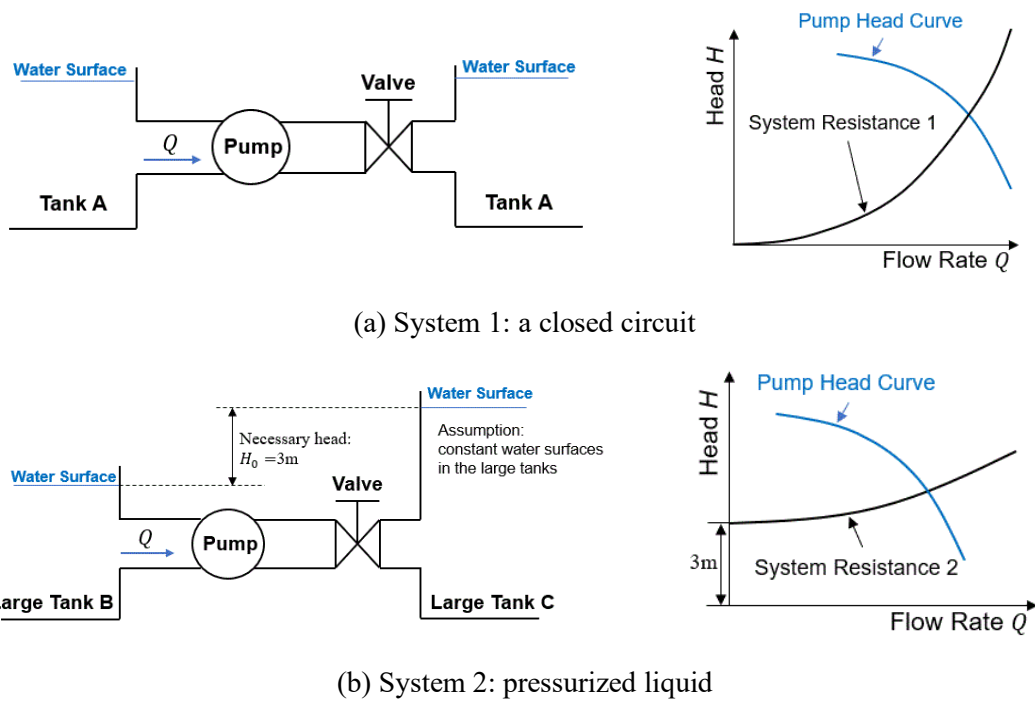 Water Surface
Water Surface
Valve
Q
Pump
Tank A
Tank A
Pump Head Curve
Head H
System Resistance 1
Flow Rate Q
(a) System 1: a closed circuit
Water Surface
Necessary head:
H₀ =3m
Assumption:
constant water surfaces
in the large tanks
Water Surface
Valve
Q
Pump
arge Tank B
Large Tank C
Pump Head Curve
Head H
3m
System Resistance 2
Flow Rate Q
(b) System 2: pressurized liquid